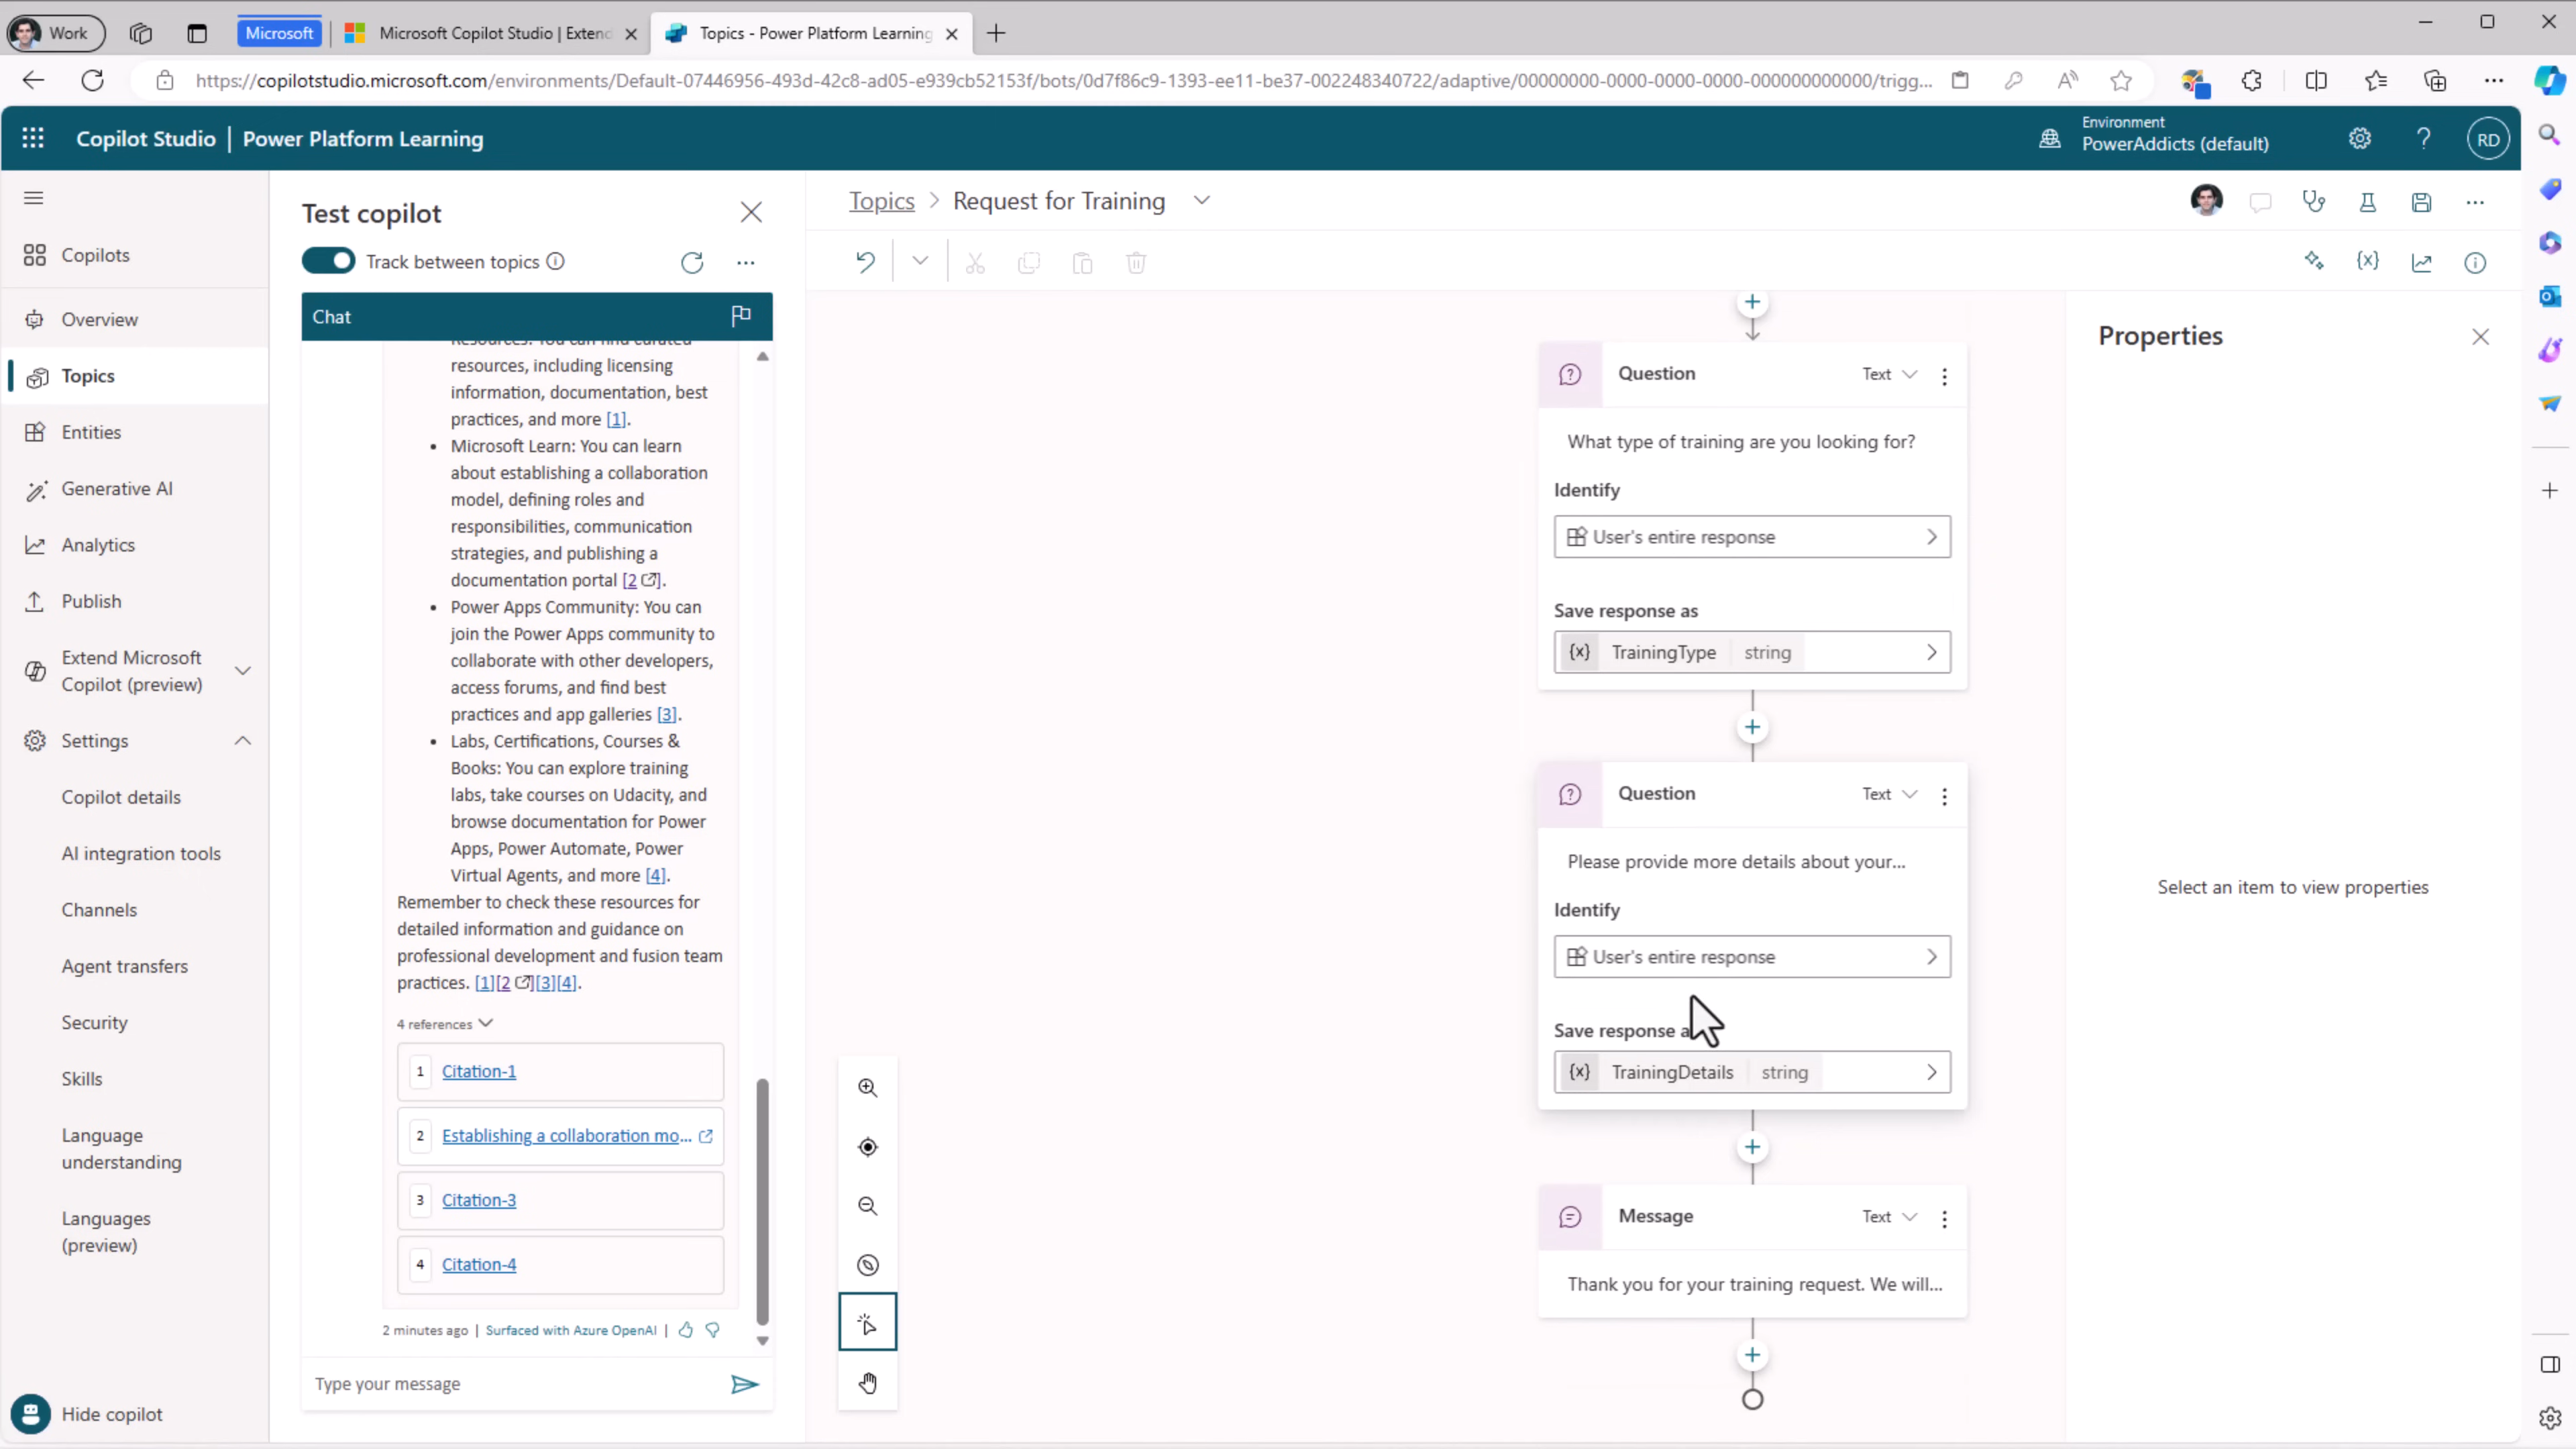 Work
Microsoft
Microsoft Copilot Studio | Extend
Topics - Power Platform Learning
https://copilotstudio.microsoft.com/environments/Default-07446956-493d-42c8-ad05-e939cb52153f/bots/0d7f86c9-1393-ee11-be37-002248340722/adaptive/00000000-0000-0000-0000-000000000000/trigg...
Copilot Studio | Power Platform Learning
Environment
PowerAddicts (default)
RD
Copilots
Overview
Topics
Entities
Generative AI
Analytics
Publish
Extend Microsoft
Copilot (preview)
Settings
Copilot details
AI integration tools
Channels
Agent transfers
Security
Skills
Language
understanding
Languages
(preview)
Hide copilot
Test copilot
Track between topics
Chat
Resources: You can find curated
resources, including licensing
information, documentation, best
practices, and more [1].
• Microsoft Learn: You can learn
about establishing a collaboration
model, defining roles and
responsibilities, communication
strategies, and publishing a
documentation portal [2].
• Power Apps Community: You can
join the Power Apps community to
collaborate with other developers,
access forums, and find best
practices and app galleries [3].
• Labs, Certifications, Courses &
Books: You can explore training
labs, take courses on Udacity, and
browse documentation for Power
Apps, Power Automate, Power
Virtual Agents, and more [4].
Remember to check these resources for
detailed information and guidance on
professional development and fusion team
practices. [1][2][3][4].
4 references
1 Citation-1
2 Establishing a collaboration mo...
3 Citation-3
4 Citation-4
2 minutes ago | Surfaced with Azure OpenAI |
Type your message
Topics > Request for Training
Question Text
What type of training are you looking for?
Identify
User's entire response
Save response as
{x} TrainingType string
Question Text
Please provide more details about your...
Identify
User's entire response
Save response a
{x} TrainingDetails string
Message Text
Thank you for your training request. We will...
Properties
Select an item to view properties